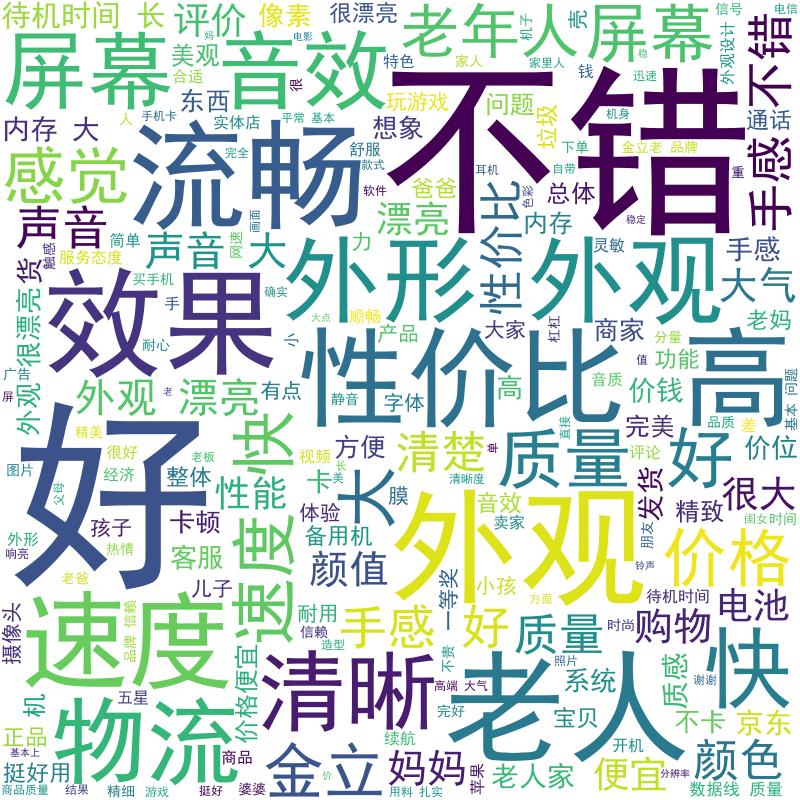 待机时间 长
评价
像素
很漂亮
机子
电影
妈
壳
老年人
屏幕
信号
电信
稳
外观设计
不错
屏幕
音效
美观
合适
很
特色
家人
家里人
钱
迅速
东西
玩游戏
问题
垃圾
不错
内存 大
手机卡
实体店
平常 基本
想象
机身
通话
人
下单
金立老 品牌
感觉
流畅
完全
舒服
款式
耳机
自带
手感
重
软件
爸爸
性价比
色彩
总体
声音
画面
漂亮
内存
稳定
触感
货
简单
声音 大
网速
力
外形
外观
灵敏
手感
服务态度
买手机
大气
很漂亮
手
确实
效果
大点
顺畅
产品
大家
杠杠
商家
老妈
耐心
小
分量
功能
性价比
高
广告
屏
外观
外观 漂亮
老
有点
静音
字体
高
音质
值
价钱
问题
基本
好
精美
很好
老板
快
方便
视频
长
美
清楚
单
直接
质量
好
完美
品质
差
评论
价位
图片
经济
整体
性能
卡
大
膜
清晰度
父母
体验
音效
发货
很大
外形
孩子
卡顿
备用机
卖家
外观
精致
朋友
闺女时间
响亮
热情
客服
速度
颜值
价格
老爸
儿子
一等奖
小孩
铃声
摄像头
速度
品牌 信赖
耐用
信赖
手感 好
方面
待机时间
电池
质量
时尚
购物
造型
不贵
照片
清晰
老人
快
价格便宜
高端 大气
系统
质感
谢谢
机
五星
物流
完好
宝贝
不卡
京东
正品
基本上
商品
续航
开机
挺好用
金立
妈妈
苹果
老人家
便宜
分辨率
颜色
商品质量
结果
精细
游戏
挺好
婆婆
价
用料 扎实
数据线
质量